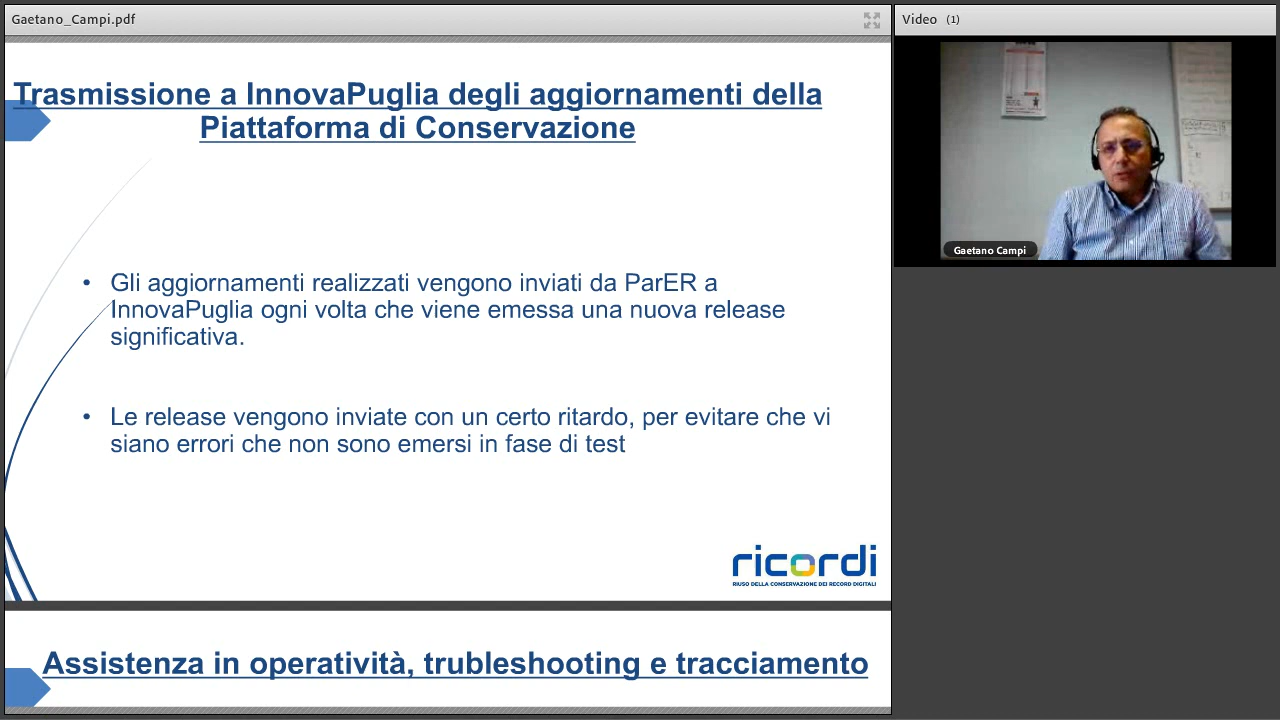 Gaetano_Campi.pdf
Video (1)
Trasmissione a InnovaPuglia degli aggiornamenti della
Piattaforma di Conservazione
• Gli aggiornamenti realizzati vengono inviati da ParER a
InnovaPuglia ogni volta che viene emessa una nuova release
significativa.
• Le release vengono inviate con un certo ritardo, per evitare che vi
siano errori che non sono emersi in fase di test
ricordi
RIUSO DELLA CONSERVAZIONE DEI RECORD DIGITALI
Assistenza in operatività, trubleshooting e tracciamento
Gaetano Campi